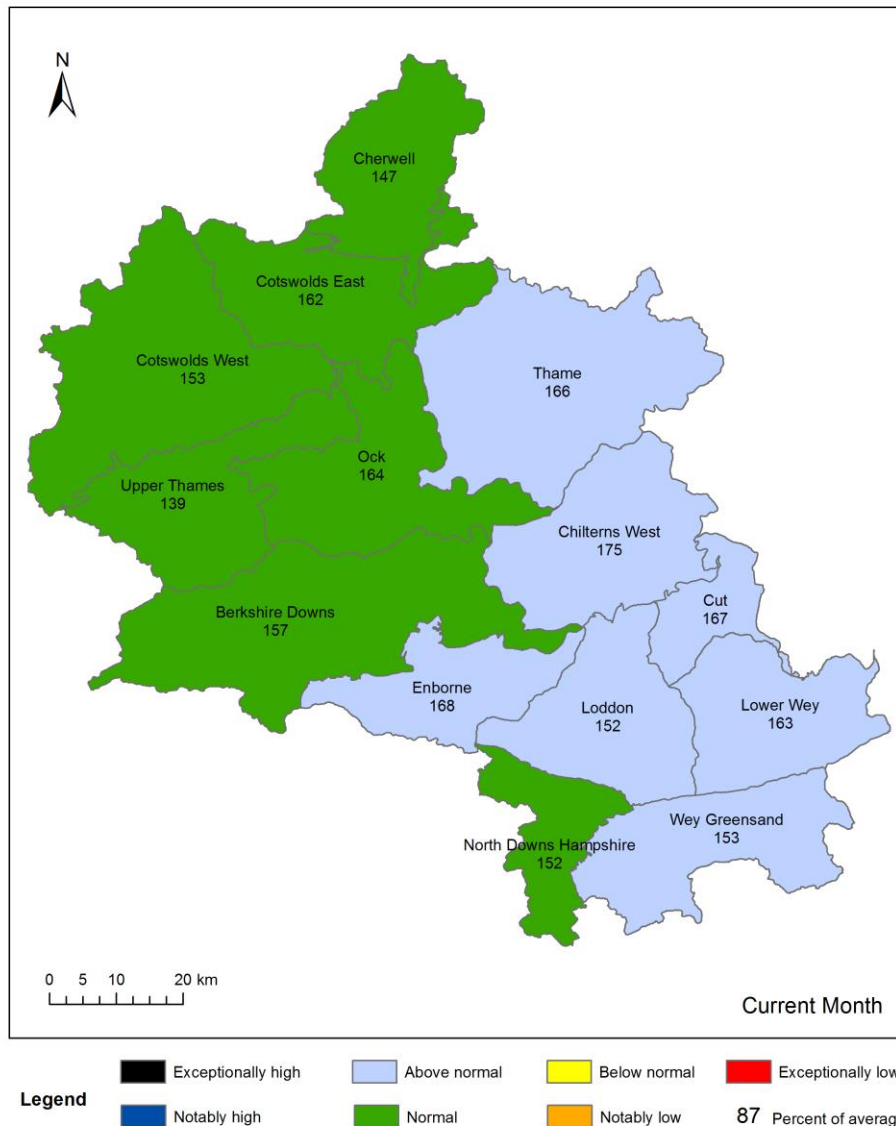 N
Cherwell
147
Cotswolds East
162
Cotswolds West
153
Thame
166
Ock
164
Upper Thames
139
Chilterns West
175
Cut
167
Berkshire Downs
157
Enborne
168
Loddon
152
Lower Wey
163
Wey Greensand
153
North Downs Hampshire
152
0 5 10 20 km
Current Month
Legend
Exceptionally high
Above normal
Below normal
Exceptionally low
Notably high
Normal
Notably low
87 Percent of averag